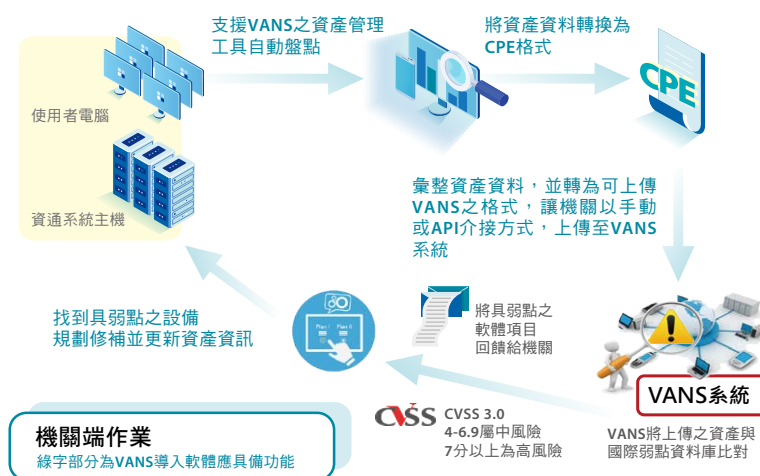 支援VANS之資產管理
工具自動盤點
將資產資料轉換為
CPE格式
CPE
使用者電腦
資通系統主機
彙整資產資料，並轉為可上傳
VANS之格式，讓機關以手動
或API介接方式，上傳至VANS
系統
找到具弱點之設備
規劃修補並更新資產資訊
Plan I Plan II
將具弱點之
軟體項目
回饋給機關
VANS系統
CVSS
CVSS 3.0
4-6.9屬中風險
7分以上為高風險
VANS將上傳之資產與
國際弱點資料庫比對
機關端作業
綠字部分為VANS導入軟體應具備功能